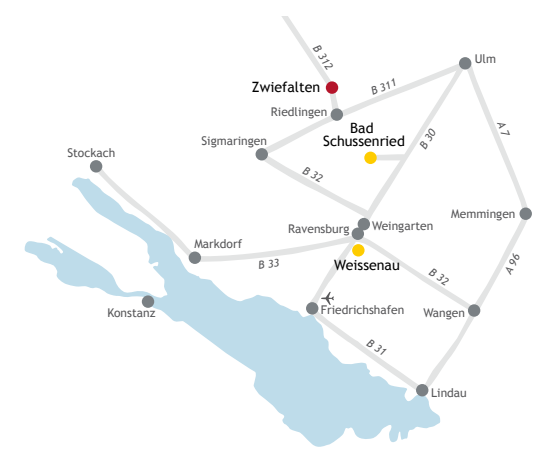 B 312
Ulm
Zwiefalten
B 311
Riedlingen
A 7
Bad
Schussenried
B 30
Sigmaringen
Stockach
B 32
Memmingen
Weingarten
Ravensburg
Markdorf
B 33
Weissenau
B 32
A 96
Konstanz
Friedrichshafen
Wangen
B 31
Lindau